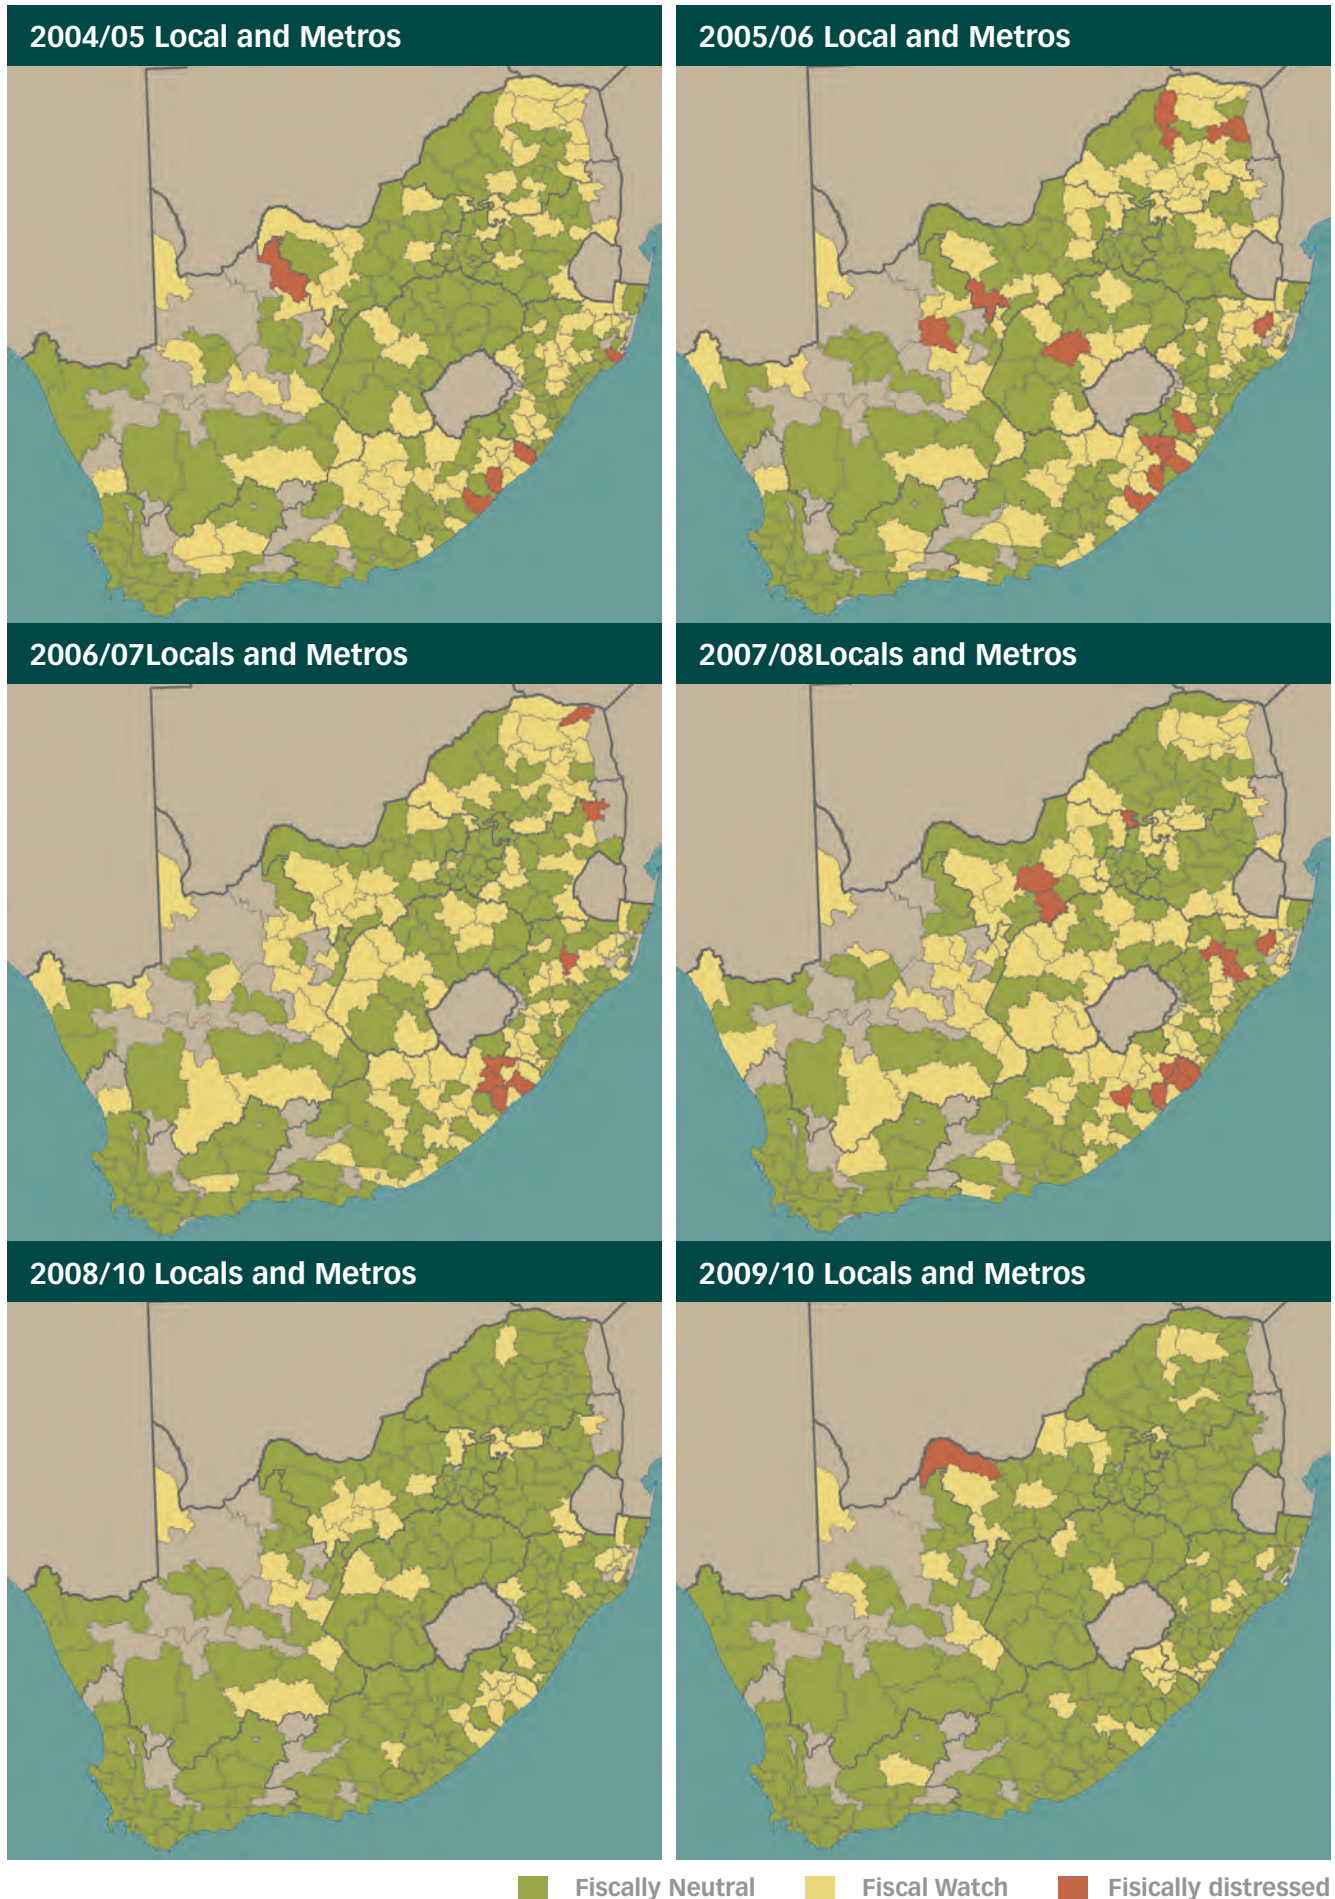 2004/05 Local and Metros
2005/06 Local and Metros
2006/07Locals and Metros
2007/08Locals and Metros
2008/10 Locals and Metros
2009/10 Locals and Metros
Fiscally Neutral
Fiscal Watch
Fisically distressed